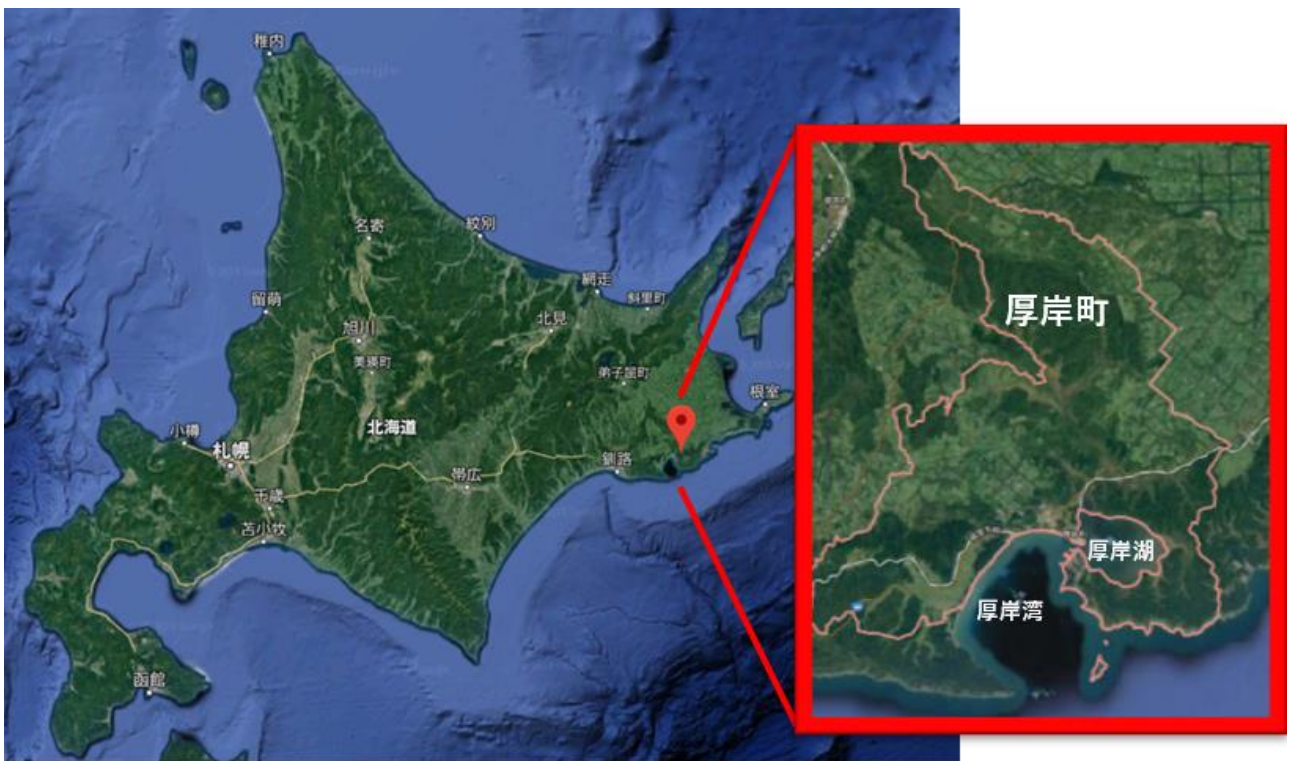 稚内
名寄
紋別
網走
斜里町
留萌
旭川
北見
美瑛町
弟子屈町
根室
小樽
札幌
北海道
釧路
帯広
千歳
苫小牧
函館
厚岸町
厚岸湖
厚岸湾